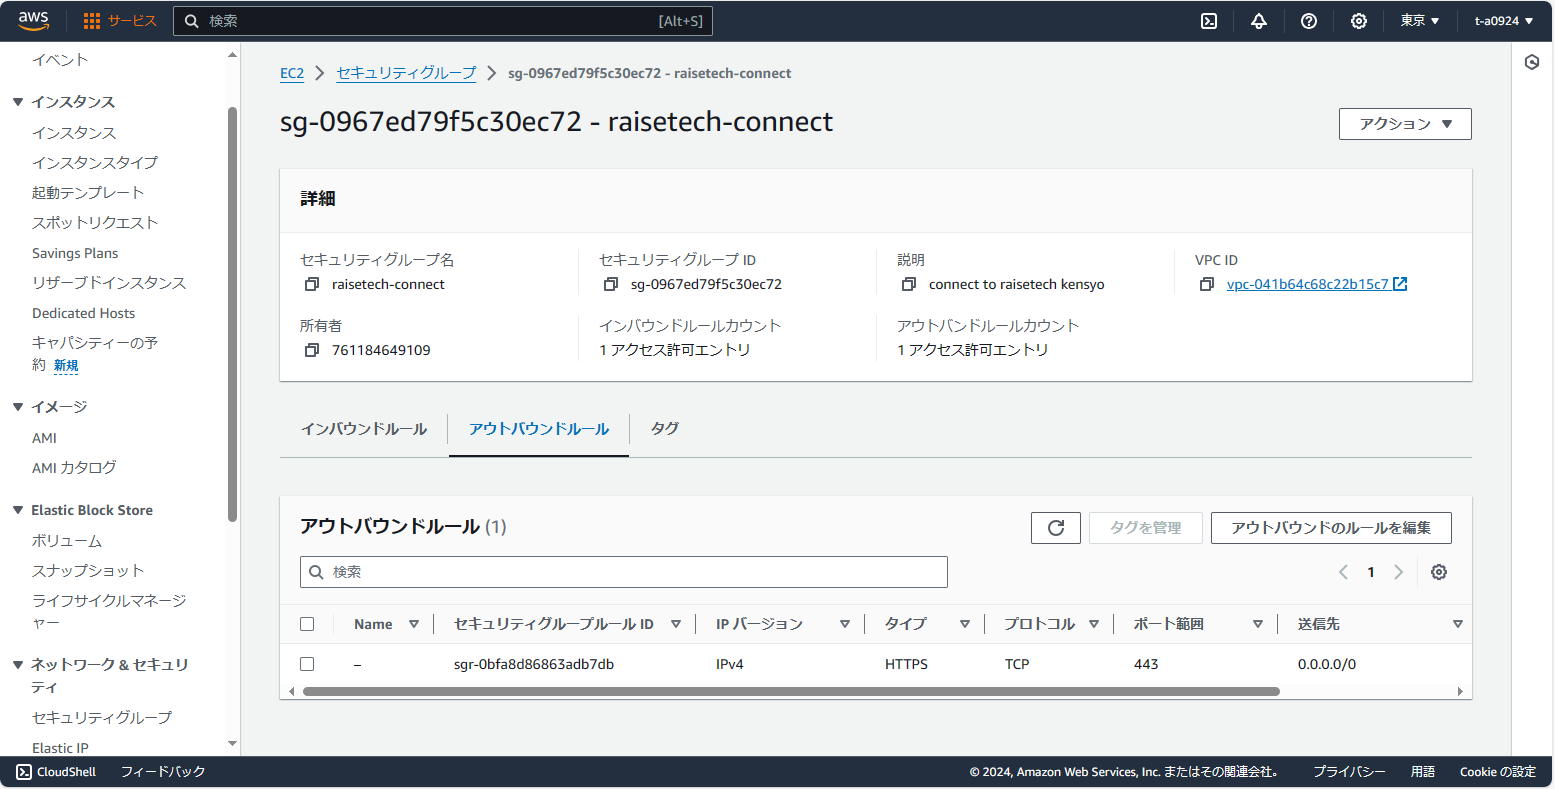 aws
サービス
検索
[Alt+S]
東京
t-a0924
イベント
インスタンス
インスタンス
インスタンスタイプ
起動テンプレート
スポットリクエスト
Savings Plans
リザーブドインスタンス
Dedicated Hosts
キャパシティーの予
約 新規
イメージ
AMI
AMI カタログ
Elastic Block Store
ボリューム
スナップショット
ライフサイクルマネージ
ャー
ネットワーク & セキュリ
ティ
セキュリティグループ
Elastic IP
EC2 セキュリティグループ sg-0967ed79f5c30ec72 - raisetech-connect
sg-0967ed79f5c30ec72 - raisetech-connect
アクション
詳細
セキュリティグループ名
raisetech-connect
セキュリティグループ ID
sg-0967ed79f5c30ec72
説明
connect to raisetech kensyo
VPC ID
vpc-041b64c68c22b15c7
所有者
761184649109
インバウンドルールカウント
1 アクセス許可エントリ
アウトバンドルールカウント
1 アクセス許可エントリ
インバウンドルール アウトバウンドルール タグ
アウトバウンドルール (1)
タグを管理
アウトバウンドのルールを編集
検索
1
Name セキュリティグループルール ID IP バージョン タイプ プロトコル ポート範囲 送信先
– sgr-0bfa8d86863adb7db IPv4 HTTPS TCP 443 0.0.0.0/0
CloudShell フィードバック © 2024, Amazon Web Services, Inc. またはその関連会社。 プライバシー 用語 Cookie の設定